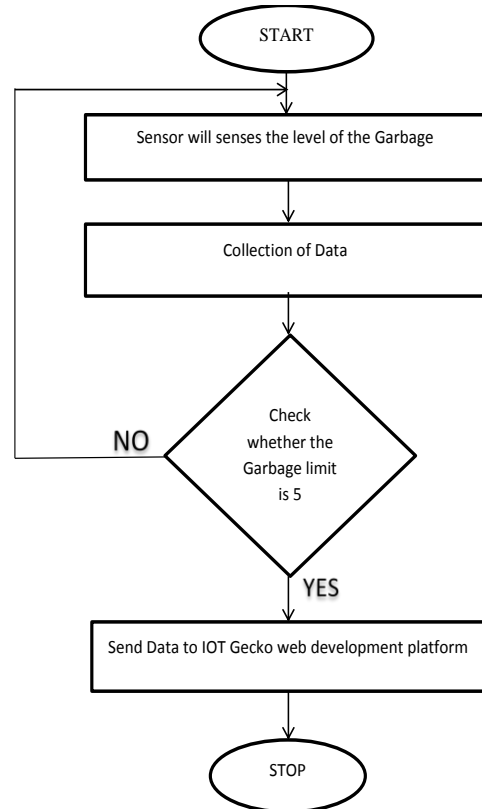 START
Sensor will senses the level of the Garbage
Collection of Data
Check
whether the
Garbage limit
is 5
NO
YES
Send Data to IOT Gecko web development platform
STOP